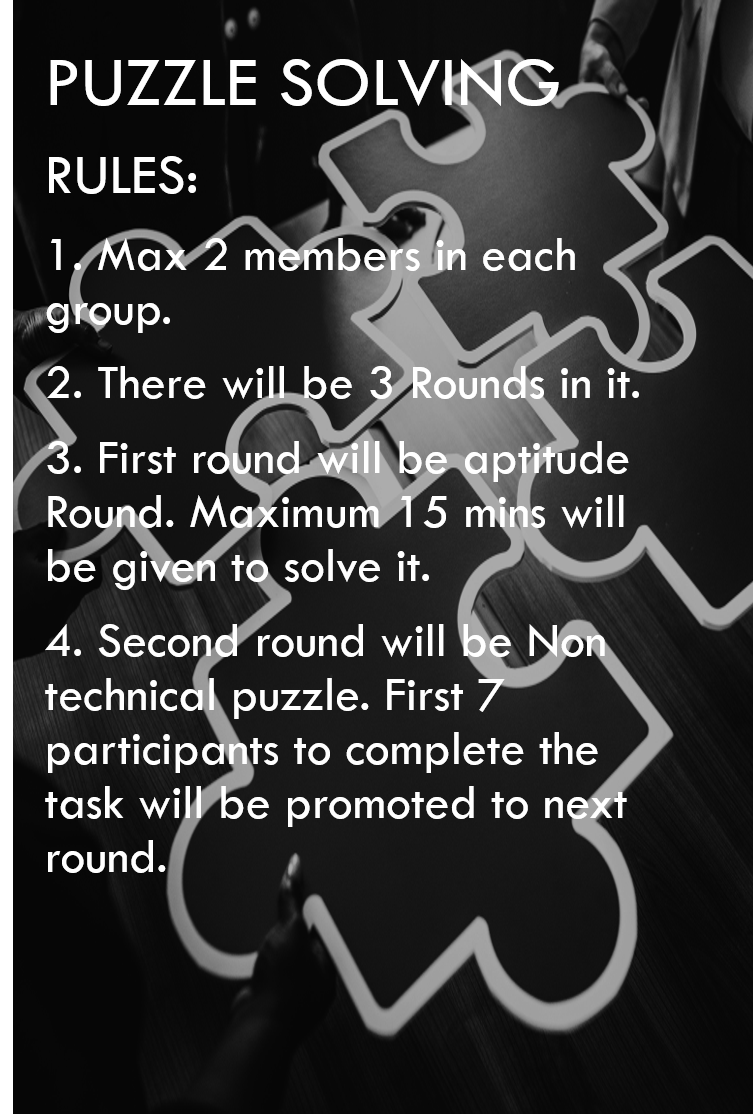 PUZZLE SOLVING
RULES:
1. Max 2 members in each
group.
2. There will be 3 Rounds in it.
3. First round will be aptitude
Round. Maximum 15 mins will
be given to solve it.
4. Second round will be Non
technical puzzle. First 7
participants to complete the
task will be promoted to next
round.